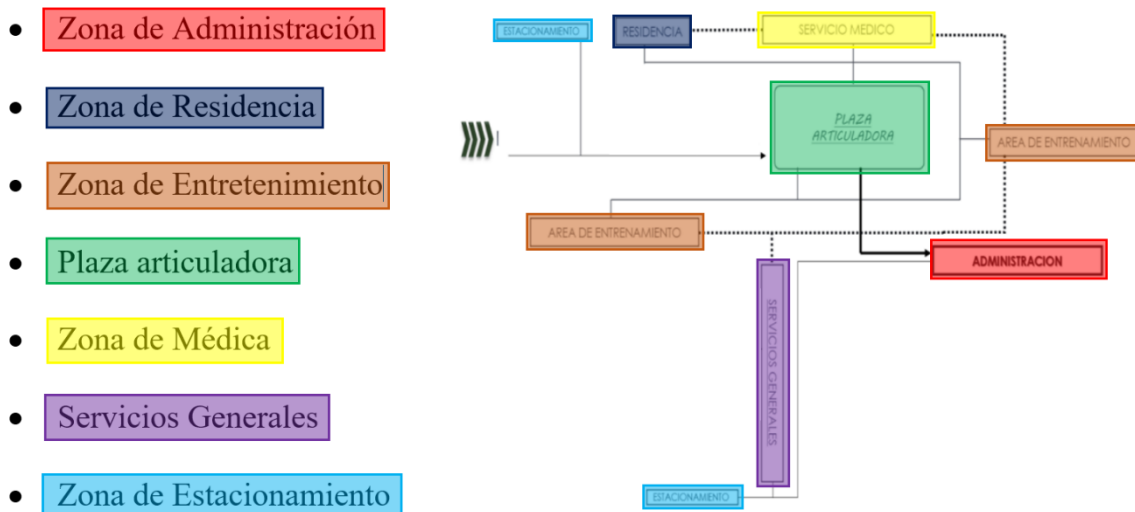 Zona de Administración
Zona de Residencia
Zona de Entretenimiento
Plaza articuladora
Zona de Médica
Servicios Generales
Zona de Estacionamiento
ESTACIONAMIENTO
RESIDENCIA
SERVICIO MEDICO
PLAZA
ARTICULADORA
AREA DE ENTRENAMIENTO
AREA DE ENTRENAMIENTO
ADMINISTRACION
SERVICIOS GENERALES
ESTACIONAMIENTO